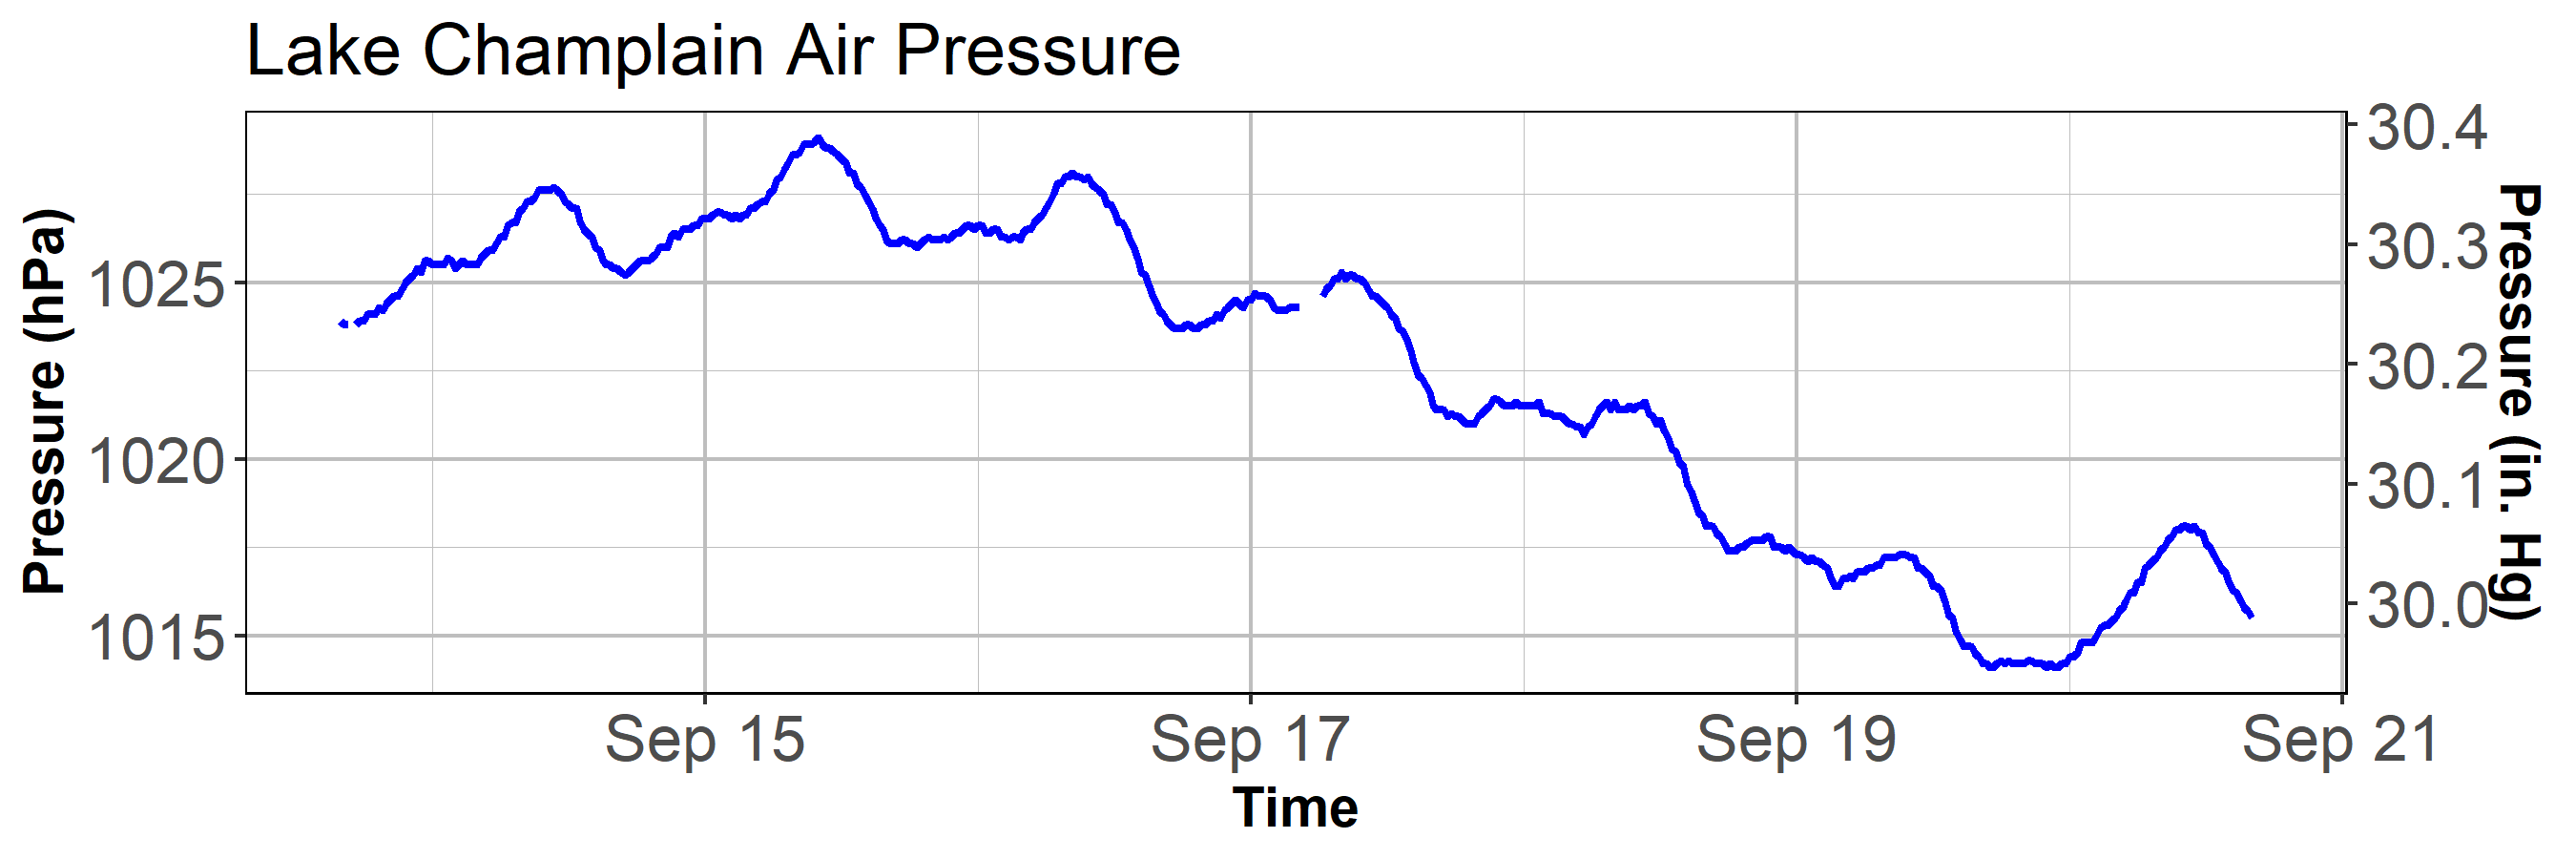 Lake Champlain Air Pressure
Pressure (hPa)
1025
1020
1015
30.4
30.3
30.2
30.1
30.0
Pressure (in. Hg)
Sep 15
Sep 17
Sep 19
Sep 21
Time